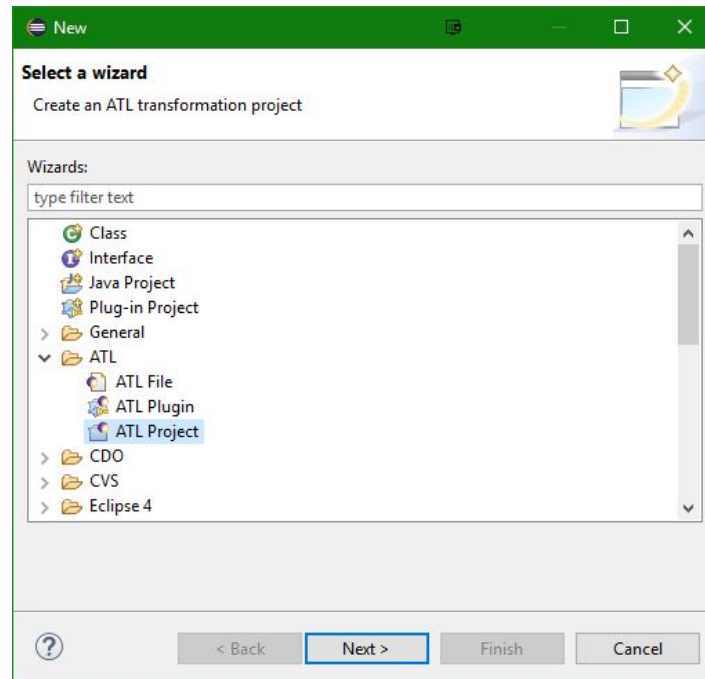 New
Select a wizard
Create an ATL transformation project
Wizards:
type filter text
Class
Interface
Java Project
Plug-in Project
General
ATL
ATL File
ATL Plugin
ATL Project
CDO
CVS
Eclipse 4
< Back Next > Finish Cancel